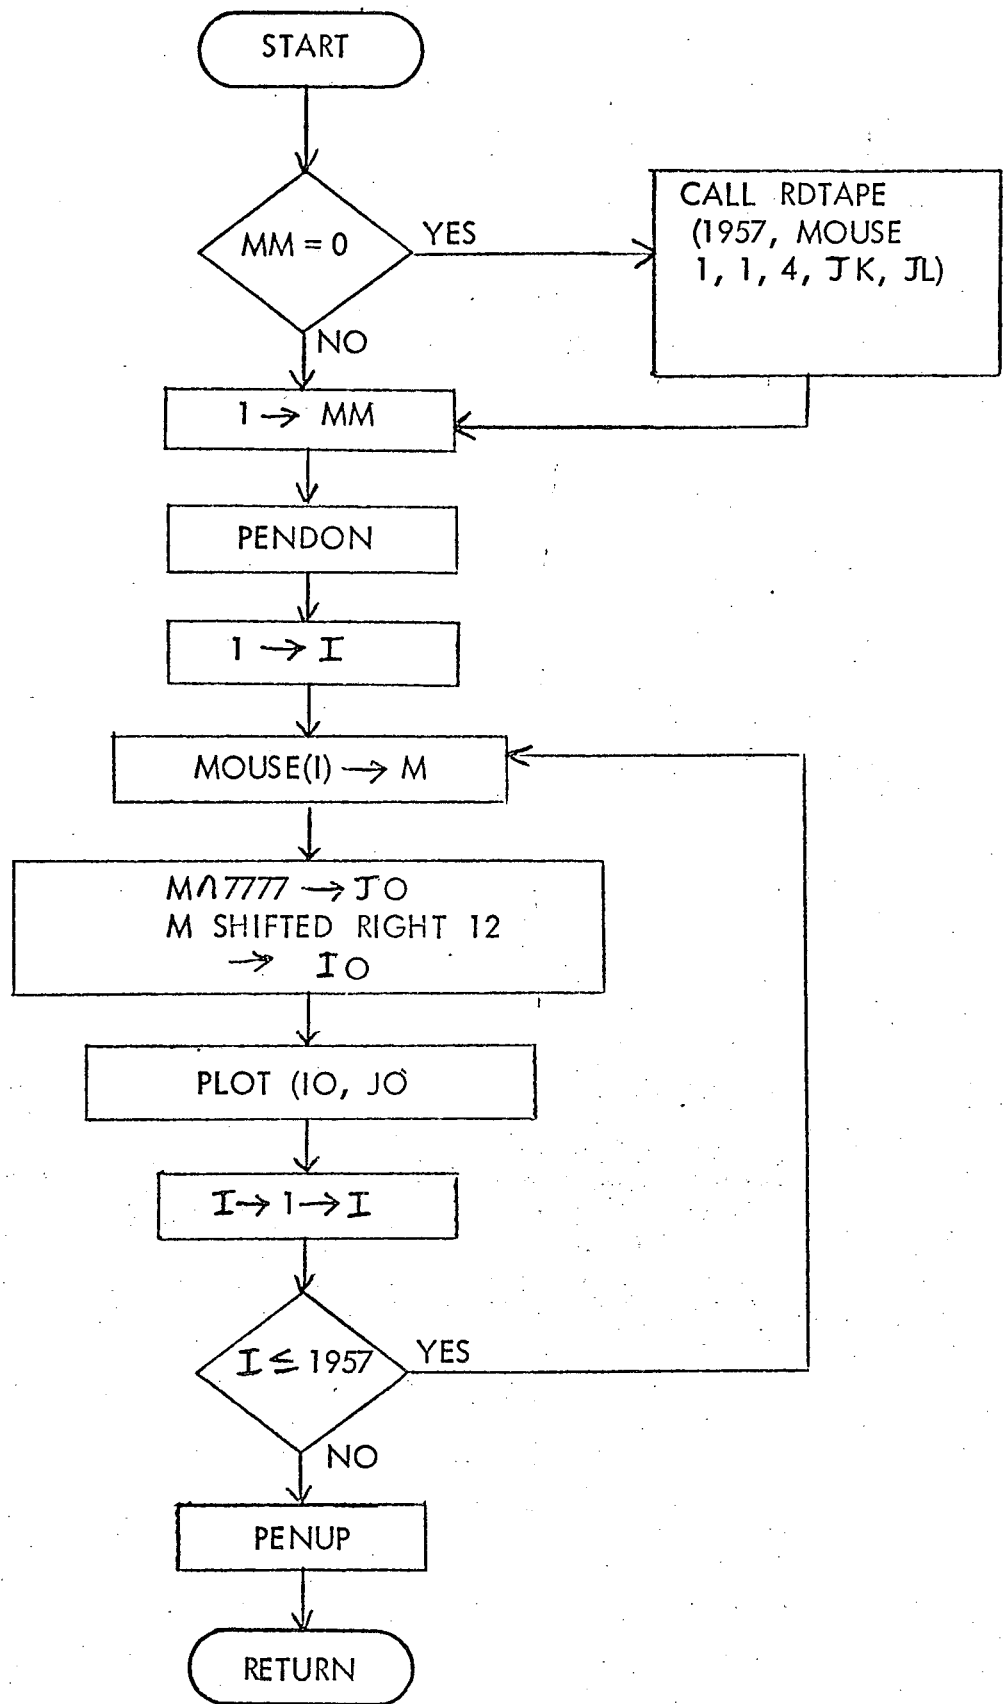 START
MM = 0
YES
CALL RDTAPE
(1957, MOUSE
1, 1, 4, JK, JL)
NO
1 → MM
PENDON
1 → I
MOUSE(I) → M
M∩7777 → JO
M SHIFTED RIGHT 12
→ IO
PLOT (IO, JO
I → 1 → I
I ≤ 1957
YES
NO
PENUP
RETURN